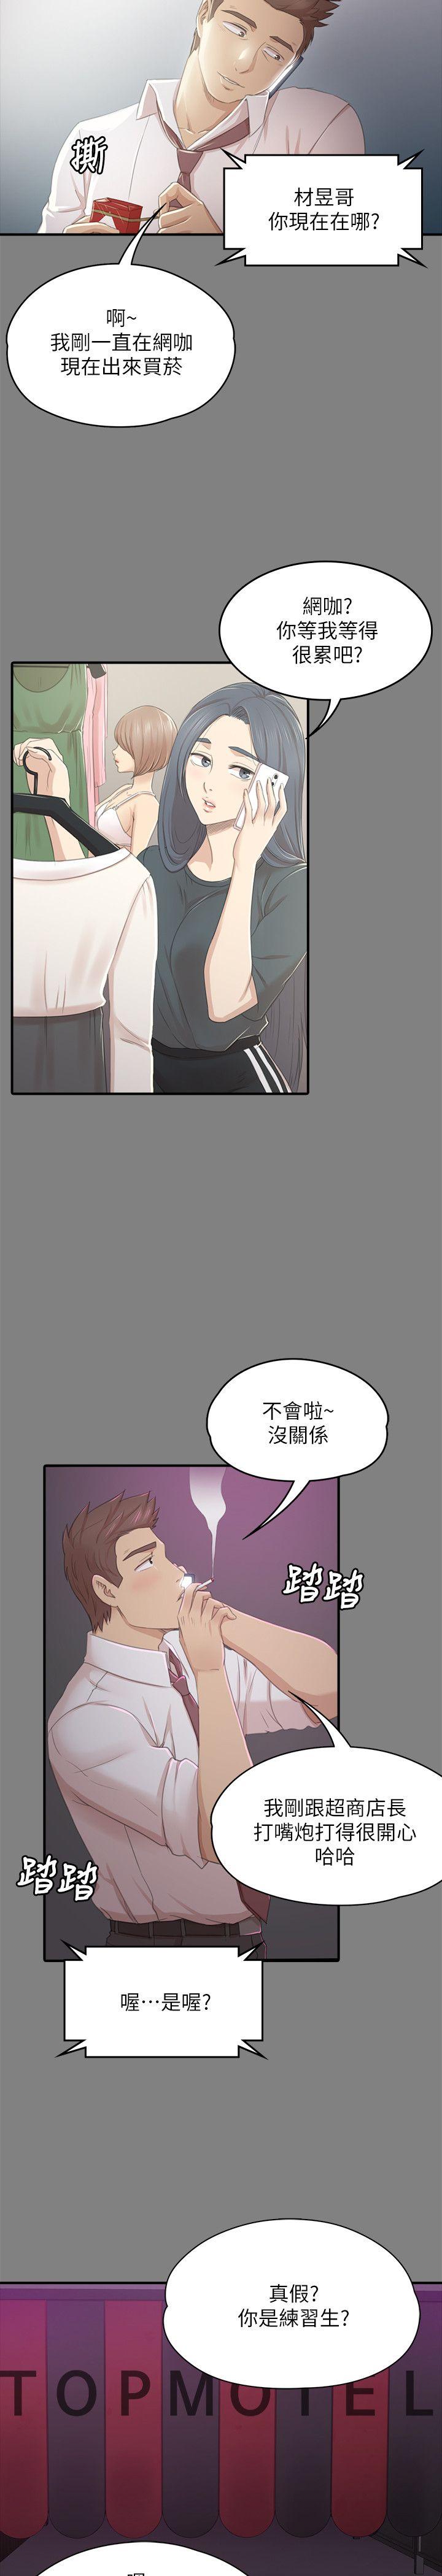 撕
材昱哥
你現在在哪?
啊~
我剛一直在網咖
現在出來買菸
網咖?
你等我等得
很累吧?
不會啦~
沒關係
踏踏
我剛跟超商店長
打嘴炮打得很開心
哈哈
踏踏
喔…是喔?
真假?
你是練習生?
TOPMOTEL